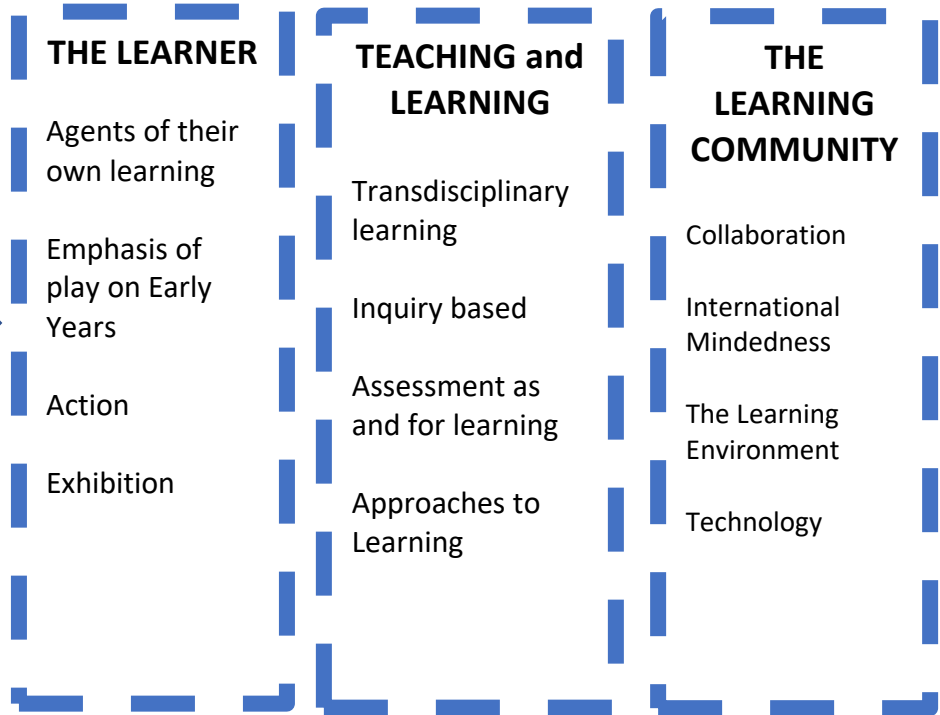 THE LEARNER
Agents of their
own learning
Emphasis of
play on Early
Years
Action
Exhibition
TEACHING and
LEARNING
Transdisciplinary
learning
Inquiry based
Assessment as
and for learning
Approaches to
Learning
THE
LEARNING
COMMUNITY
Collaboration
International
Mindedness
The Learning
Environment
Technology